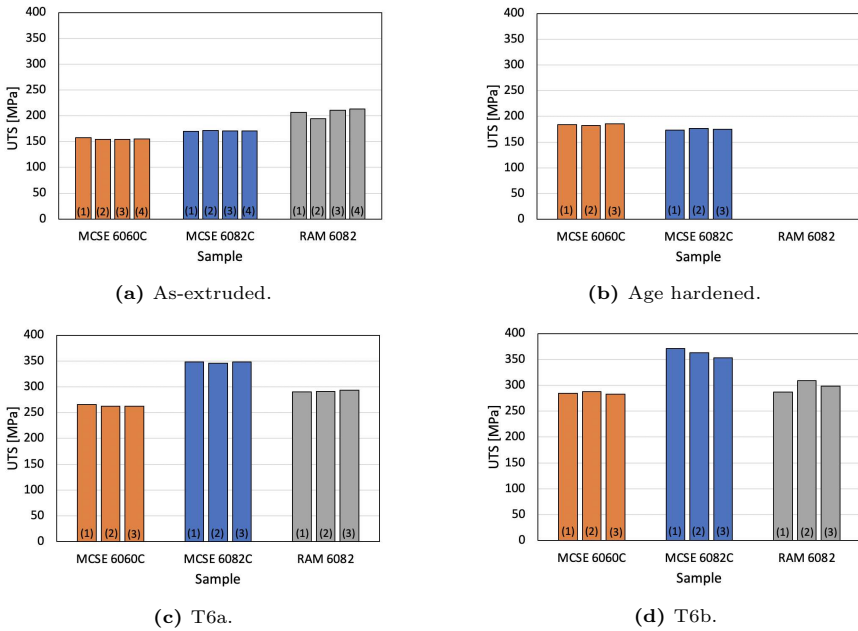 400
350
300
250
200
150
100
50
0
UTS [MPa]
(1) (2) (3) (4) (1) (2) (3) (4) (1) (2) (3) (4)
MCSE 6060C MCSE 6082C RAM 6082
Sample
(a) As-extruded.
400
350
300
250
200
150
100
50
0
UTS [MPa]
(1) (2) (3) (1) (2) (3)
MCSE 6060C MCSE 6082C RAM 6082
Sample
(b) Age hardened.
400
350
300
250
200
150
100
50
0
UTS [MPa]
(1) (2) (3) (1) (2) (3) (1) (2) (3)
MCSE 6060C MCSE 6082C RAM 6082
Sample
(c) T6a.
400
350
300
250
200
150
100
50
0
UTS [MPa]
(1) (2) (3) (1) (2) (3) (1) (2) (3)
MCSE 6060C MCSE 6082C RAM 6082
Sample
(d) T6b.